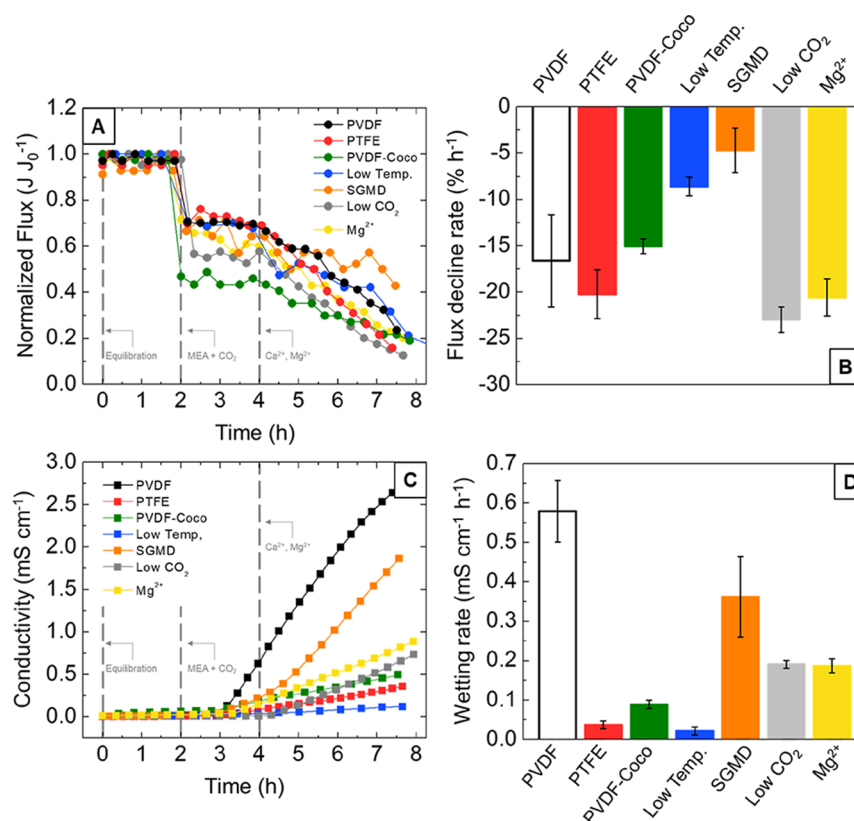 A
Normalized Flux (J J₀⁻¹)
1.2
1.0
0.8
0.6
0.4
0.2
0.0
0 1 2 3 4 5 6 7 8
Time (h)
PVDF
PTFE
PVDF-Coco
Low Temp.
SGMD
Low CO₂
Mg²⁺
Equilibration
MEA + CO₂
Ca²⁺, Mg²⁺
PVDF
PTFE
PVDF-Coco
Low Temp.
SGMD
Low CO₂
Mg²⁺
Flux decline rate (% h⁻¹)
0
-5
-10
-15
-20
-25
-30
B
C
Conductivity (mS cm⁻¹)
3.0
2.5
2.0
1.5
1.0
0.5
0.0
0 1 2 3 4 5 6 7 8
Time (h)
PVDF
PTFE
PVDF-Coco
Low Temp,
SGMD
Low CO₂
Mg²⁺
Equilibration
MEA + CO₂
Ca²⁺, Mg²⁺
D
Wetting rate (mS cm⁻¹ h⁻¹)
0.7
0.6
0.5
0.4
0.3
0.2
0.1
0.0
PVDF
PTFE
PVDF-Coco
Low Temp.
SGMD
Low CO₂
Mg²⁺